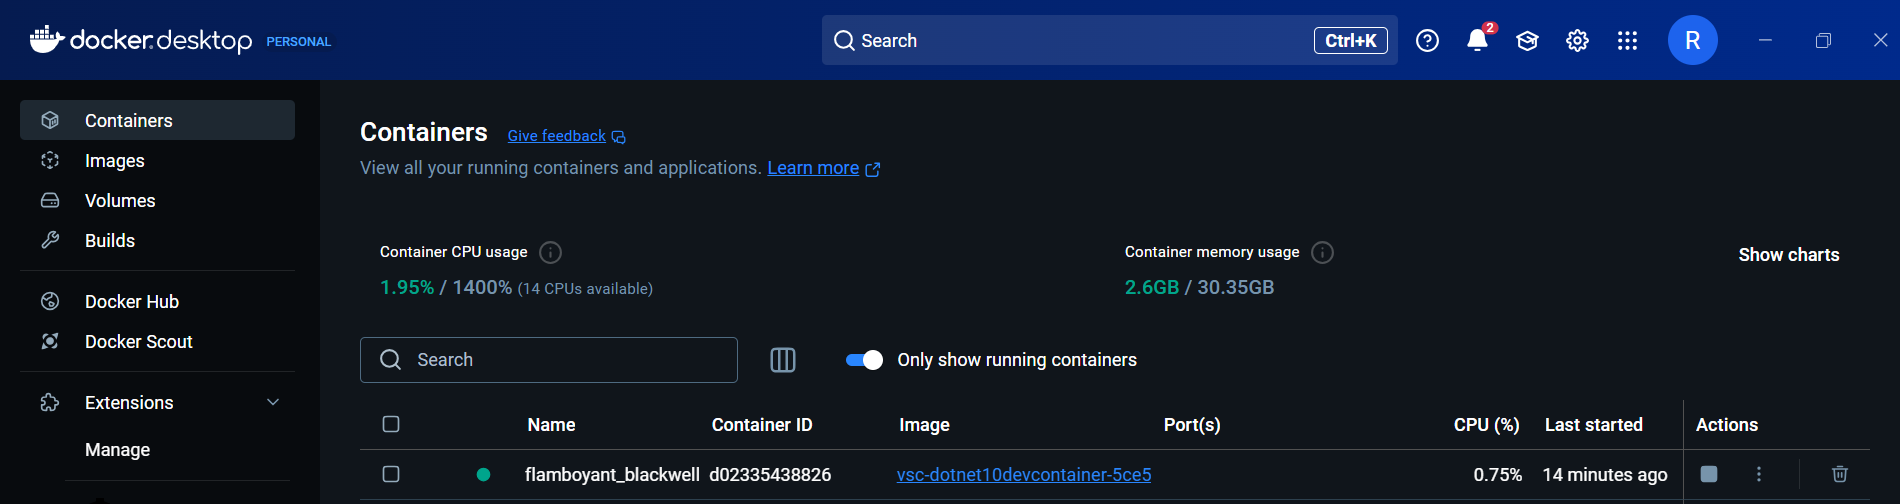 docker.desktop PERSONAL
Search Ctrl+K 2 R
Containers
Images
Volumes
Builds
Docker Hub
Docker Scout
Extensions
Manage
Containers Give feedback
View all your running containers and applications. Learn more
Container CPU usage
1.95% / 1400% (14 CPUs available)
Container memory usage
2.6GB / 30.35GB
Show charts
Search
Only show running containers
Name Container ID Image Port(s) CPU (%) Last started Actions
flamboyant_blackwell d02335438826 vsc-dotnet10devcontainer-5ce5 0.75% 14 minutes ago